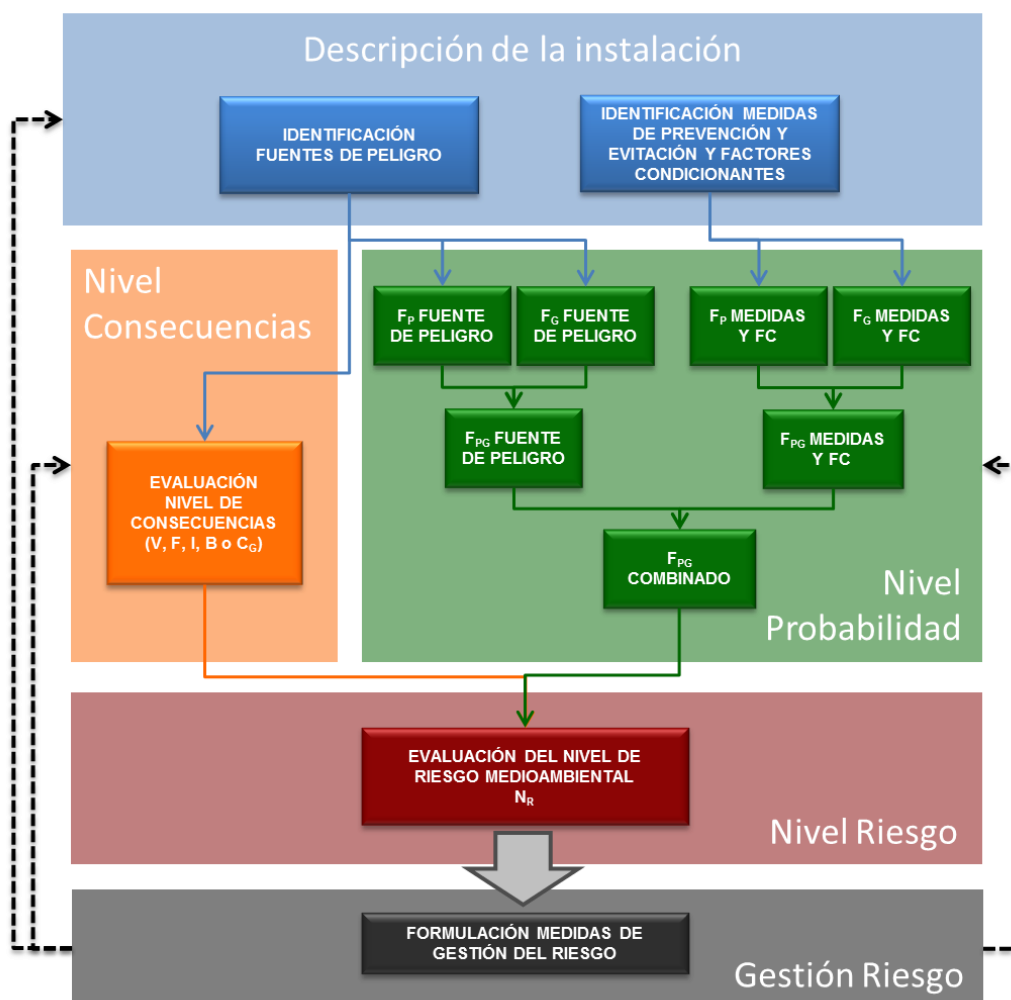 Descripción de la instalación
IDENTIFICACIÓN
FUENTES DE PELIGRO
IDENTIFICACIÓN MEDIDAS
DE PREVENCIÓN Y
EVITACIÓN Y FACTORES
CONDICIONANTES
Nivel
Consecuencias
EVALUACIÓN
NIVEL DE
CONSECUENCIAS
(V, F, I, B o CG)
FP FUENTE
DE PELIGRO
FG FUENTE
DE PELIGRO
FP MEDIDAS
Y FC
FG MEDIDAS
Y FC
FPG FUENTE
DE PELIGRO
FPG MEDIDAS
Y FC
FPG
COMBINADO
Nivel
Probabilidad
EVALUACIÓN DEL NIVEL DE
RIESGO MEDIOAMBIENTAL
NR
Nivel Riesgo
FORMULACIÓN MEDIDAS DE
GESTIÓN DEL RIESGO
Gestión Riesgo